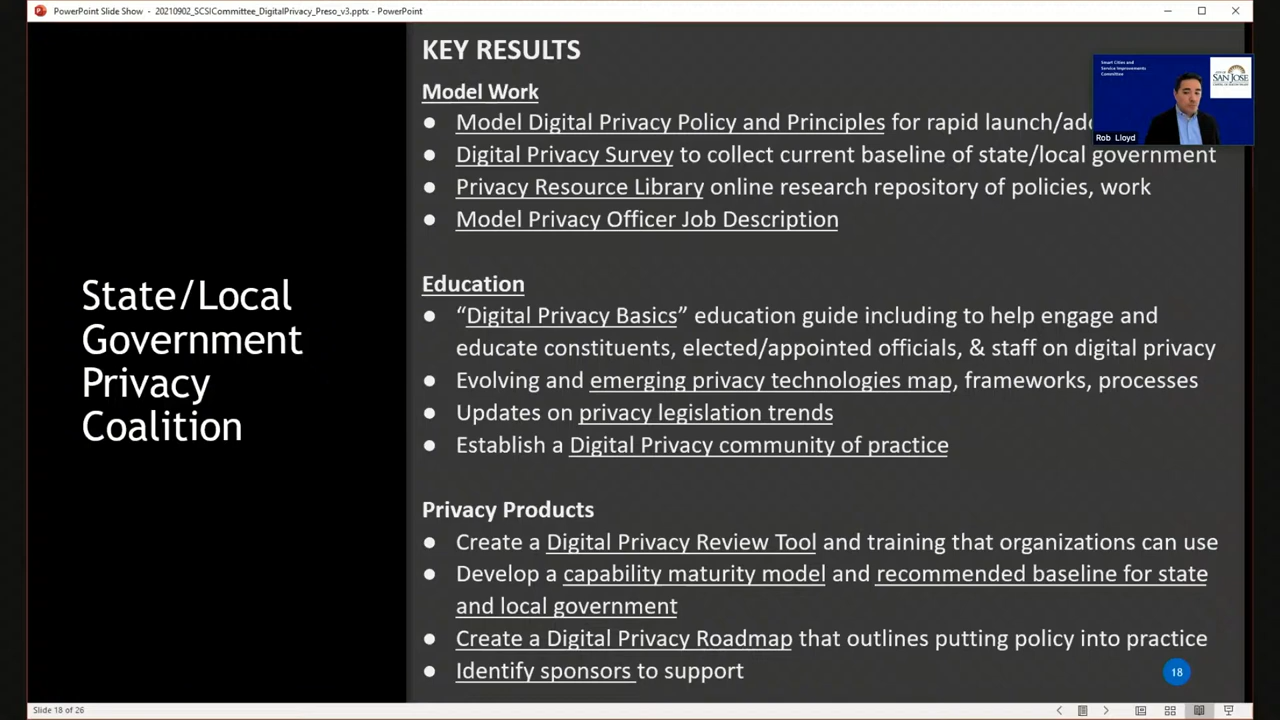 PowerPoint Slide Show - 20210902_SCSICommittee_DigitalPrivacy_Preso_v3.pptx - PowerPoint
KEY RESULTS
Model Work
● Model Digital Privacy Policy and Principles for rapid launch/
● Digital Privacy Survey to collect current baseline of state/local government
● Privacy Resource Library online research repository of policies, work
● Model Privacy Officer Job Description
Smart Cities and
Service Improvements
Committee
SAN JOSE
Rob Lloyd
State/Local
Government
Privacy
Coalition
Education
● “Digital Privacy Basics” education guide including to help engage and
educate constituents, elected/appointed officials, & staff on digital privacy
● Evolving and emerging privacy technologies map, frameworks, processes
● Updates on privacy legislation trends
● Establish a Digital Privacy community of practice
Privacy Products
● Create a Digital Privacy Review Tool and training that organizations can use
● Develop a capability maturity model and recommended baseline for state
and local government
● Create a Digital Privacy Roadmap that outlines putting policy into practice
● Identify sponsors to support
18
Slide 18 of 26